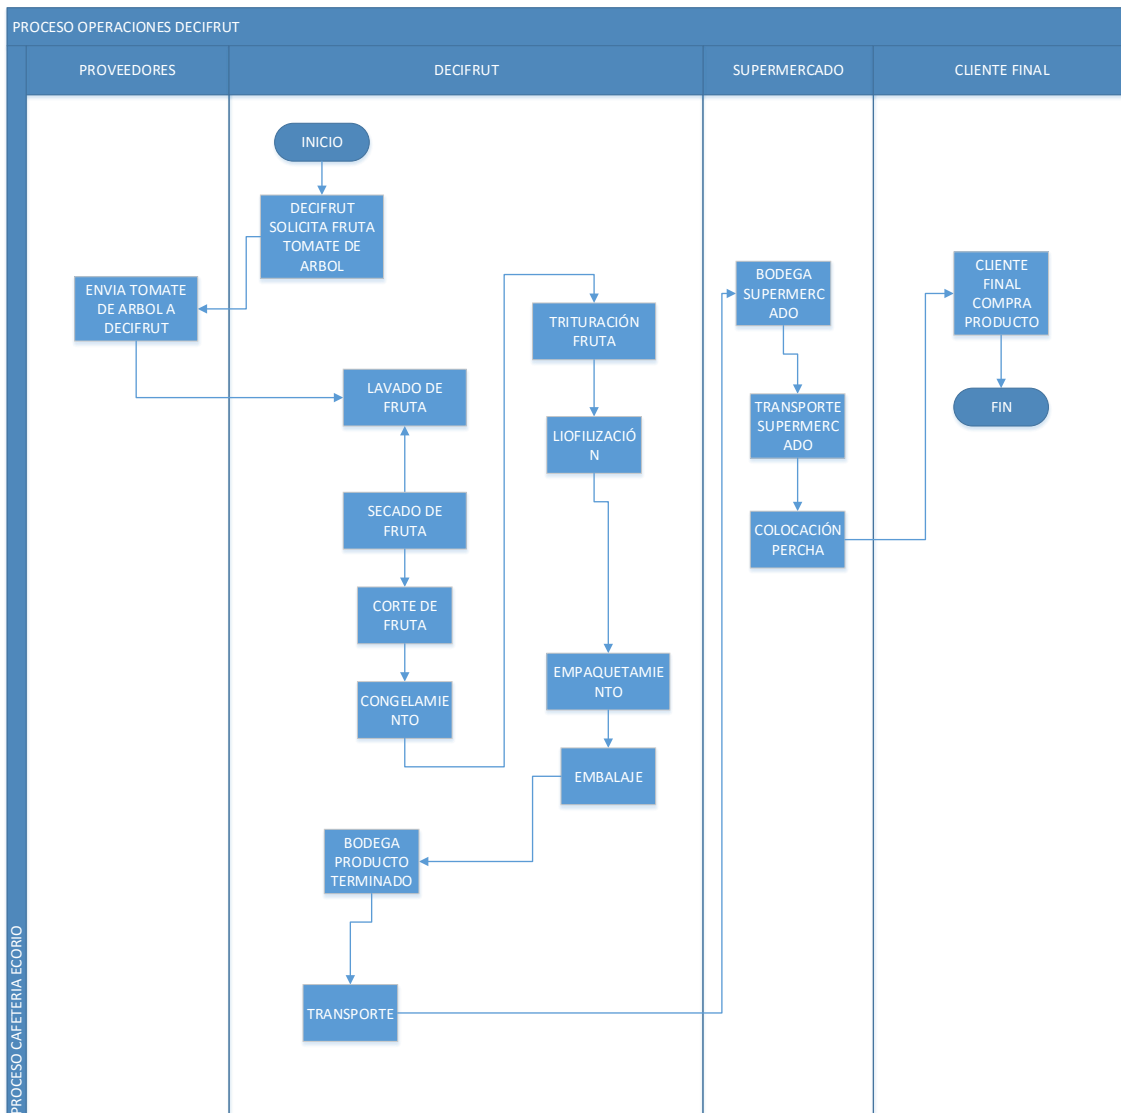 PROCESO OPERACIONES DECIFRUT
PROVEEDORES
DECIFRUT
SUPERMERCADO
CLIENTE FINAL
INICIO
DECIFRUT
SOLICITA FRUTA
TOMATE DE
ARBOL
ENVIA TOMATE
DE ARBOL A
DECIFRUT
LAVADO DE
FRUTA
SECADO DE
FRUTA
CORTE DE
FRUTA
CONGELAMIE
NTO
TRITURACIÓN
FRUTA
LIOFILIZACIÓ
N
EMPAQUETAMIE
NTO
EMBALAJE
BODEGA
PRODUCTO
TERMINADO
TRANSPORTE
BODEGA
SUPERMERC
ADO
TRANSPORTE
SUPERMERC
ADO
COLOCACIÓN
PERCHA
CLIENTE
FINAL
COMPRA
PRODUCTO
FIN
PROCESO CAFETERIA ECORIO